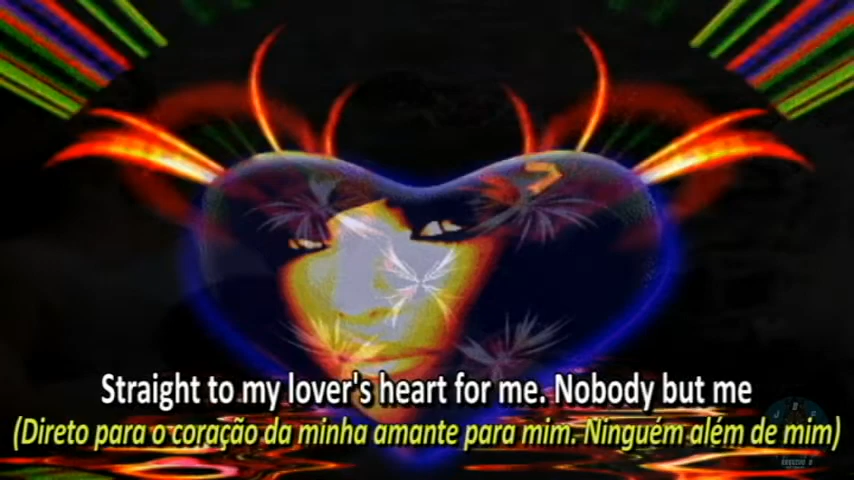 Straight to my lover's heart for me. Nobody but me
(Direto para o coração da minha amante para mim. Ninguém além de mim)